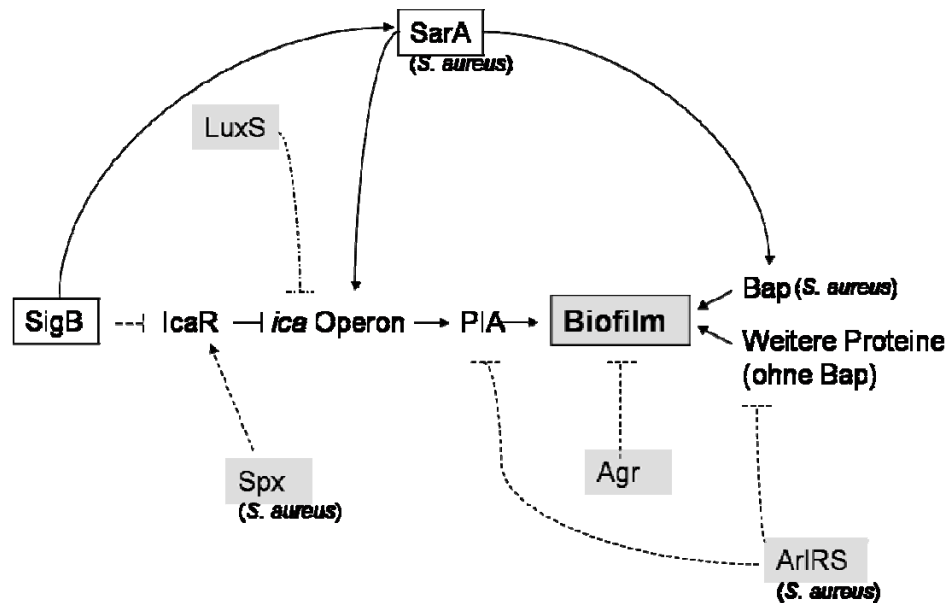 SarA
(S. aureus)
LuxS
SigB
IcaR
ica Operon
PIA
Biofilm
Bap (S. aureus)
Weitere Proteine
(ohne Bap)
Spx
(S. aureus)
Agr
ArlRS
(S. aureus)